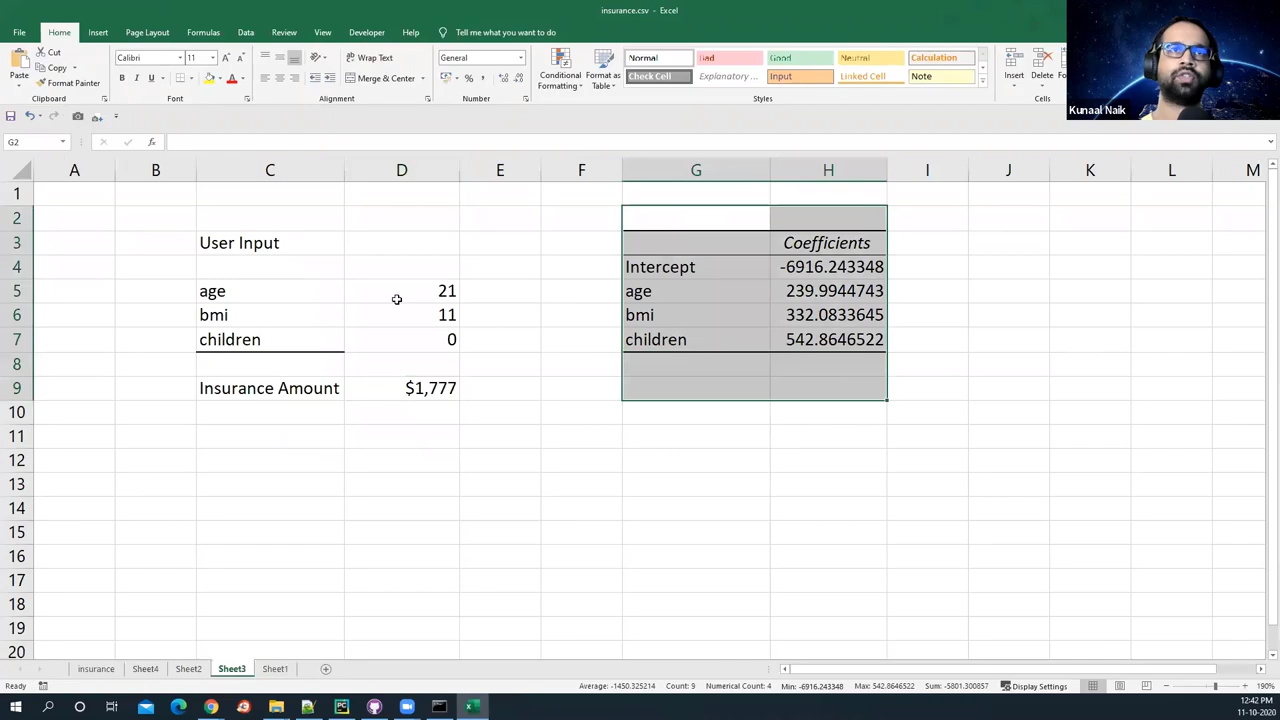 insurance.csv - Excel
File Home Insert Page Layout Formulas Data Review View Developer Help Tell me what you want to do
Cut
Copy
Format Painter
Paste
Clipboard
Calibri 11
Font
Wrap Text
Merge & Center
Alignment
General
Number
Conditional Formatting
Format as Table
Normal Bad Good Neutral Calculation
Check Cell Explanatory ... Input Linked Cell Note
Styles
Insert Delete
Cells
Kunaal Naik
G2
A B C D E F G H I J K L M
1
2
3 User Input Coefficients
4 Intercept -6916.243348
5 age 21 age 239.9944743
6 bmi 11 bmi 332.0833645
7 children 0 children 542.8646522
8
9 Insurance Amount $1,777
10
11
12
13
14
15
16
17
18
19
20
insurance Sheet4 Sheet2 Sheet3 Sheet1
Ready Average: -1450.325214 Count: 9 Numerical Count: 4 Min: -6916.243348 Max: 542.8646522 Sum: -5801.300857 Display Settings 190%
12:42 PM
11-10-2020